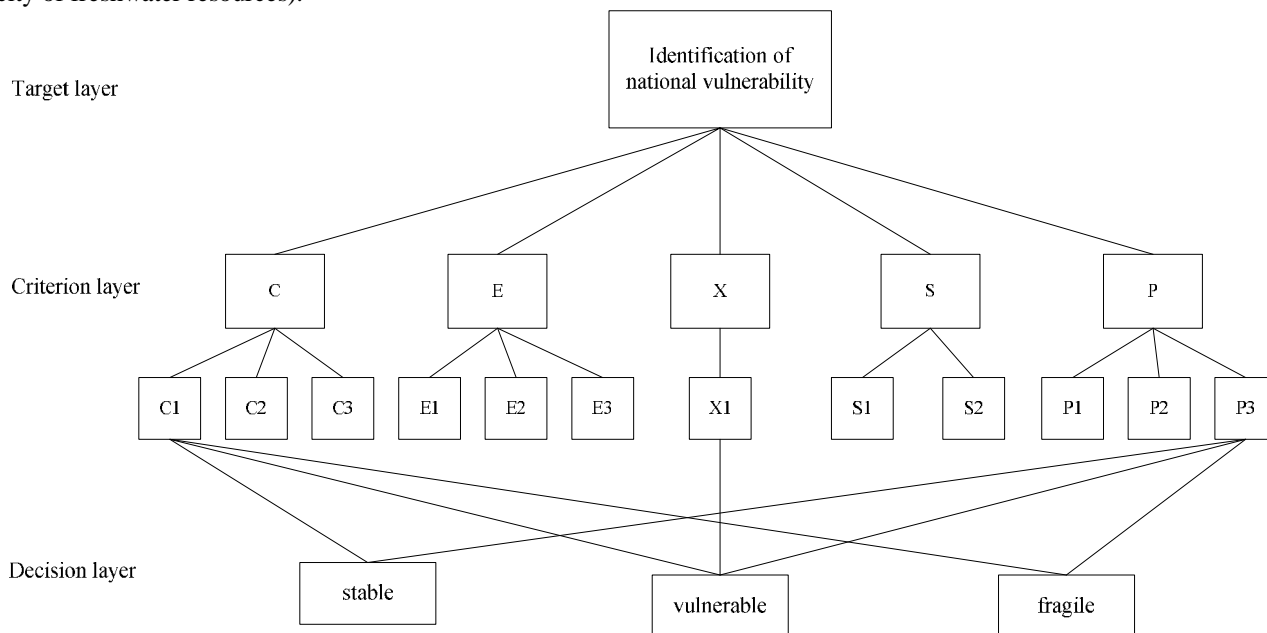 Identification of
national vulnerability
Target layer
Criterion layer
C
E
X
S
P
C1
C2
C3
E1
E2
E3
X1
S1
S2
P1
P2
P3
Decision layer
stable
vulnerable
fragile